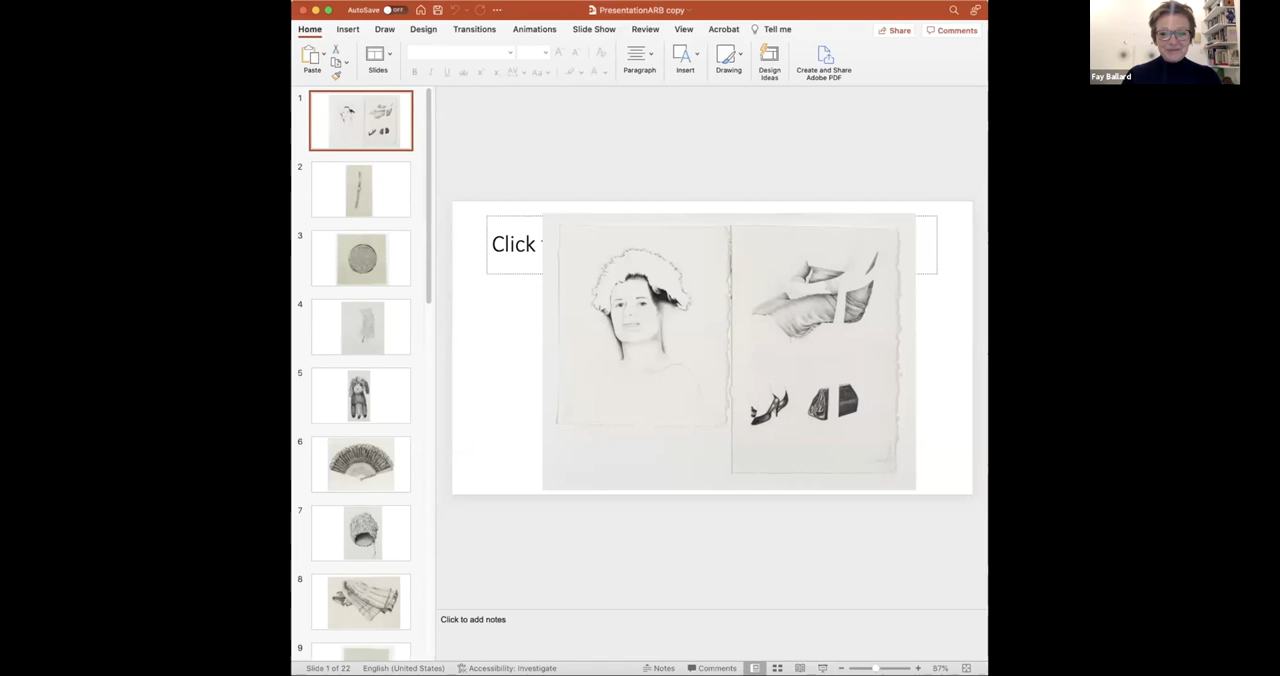 AutoSave OFF
PresentationARB copy
Home Insert Draw Design Transitions Animations Slide Show Review View Acrobat Tell me
Share Comments
Paste Slides Paragraph Insert Drawing Design Ideas Create and Share Adobe PDF
Fay Ballard
1
2
3
4
5
6
7
8
9
Click
Click to add notes
Slide 1 of 22 English (United States) Accessibility: Investigate Notes Comments 87%